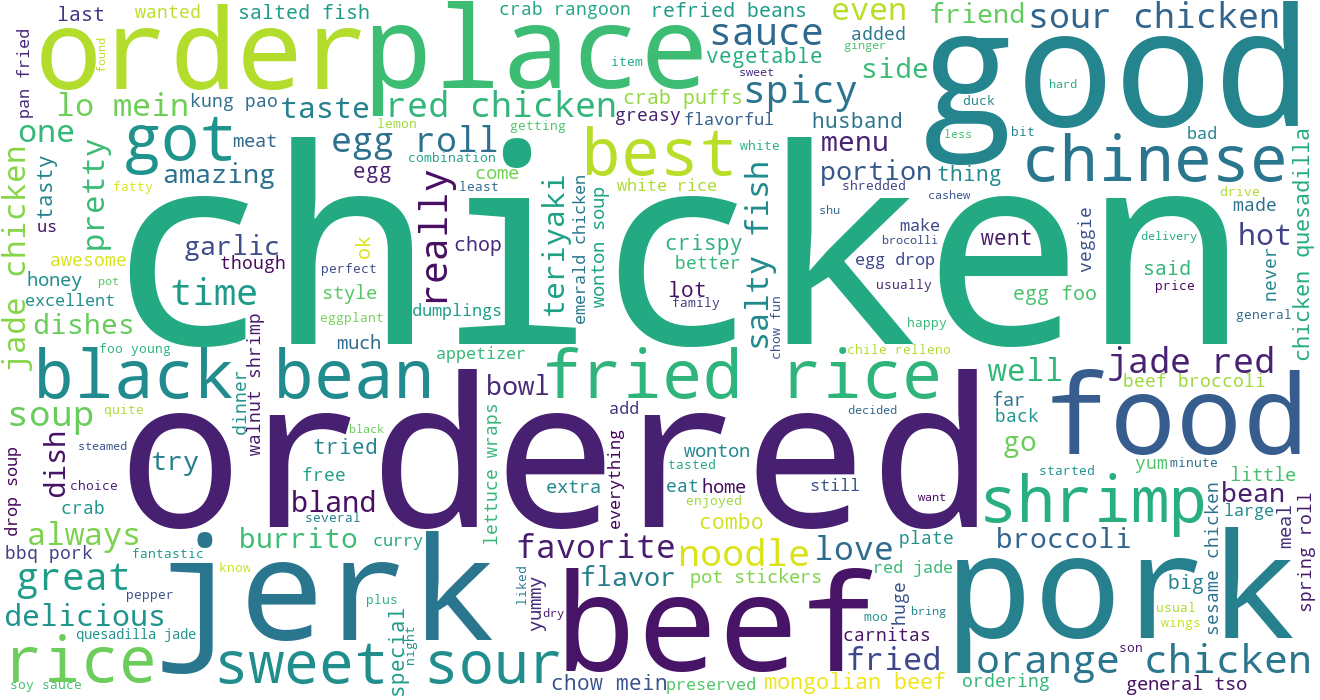 last
wanted
salted fish
crab rangoon
refried beans
even
friend
sour chicken
pan fried
found
order
place
item
sauce
vegetable
sweet
added
ginger
side
good
hard
duck
lo mein
kung pao
taste
red chicken
crab puffs
spicy
greasy
flavorful
husband
one
got
meat
lemon
getting
egg roll
best
white
menu
less
bit
bad
chinese
jade chicken
tasty
us
pretty
fatty
amazing
egg
combination
come
least
white rice
salty fish
portion
thing
shredded
cashew
drive
made
chicken quesadilla
chicken
really
teriyaki
emerald chicken
wonton soup
shu
make
brocolli
went
veggie
delivery
hot
never
awesome
garlic
though
ok
chop
crispy
better
egg drop
said
price
honey
pot
excellent
time
perfect
style
eggplant
dumplings
lot
family
usually
egg foo
general
dishes
foo young
walnut shrimp
much
appetizer
chow fun
happy
chile relleno
black bean
fried rice
bowl
well
jade red
beef broccoli
soup
quite
dinner
black
add
decided
far
back
food
dish
steamed
tried
ordered
lettuce wraps
everything
wonton
tasted
go
try
free
extra
eat
home
still
want
started
yum
minute
little
drop soup
choice
crab
several
bland
enjoyed
combo
shrimp
bean
large
sesame chicken
meal
spring roll
always
burrito
curry
favorite
noodle
love
plate
broccoli
bbq pork
fantastic
know
jerk
flavor
pot stickers
red jade
great
pepper
plus
liked
yummy
dry
beef
huge
moo
bring
pork
big
usual
wings
delicious
quesadilla jade
special
night
carnitas
son
rice
sweet sour
fried
orange chicken
soy sauce
chow mein
preserved
mongolian beef
ordering
general tso